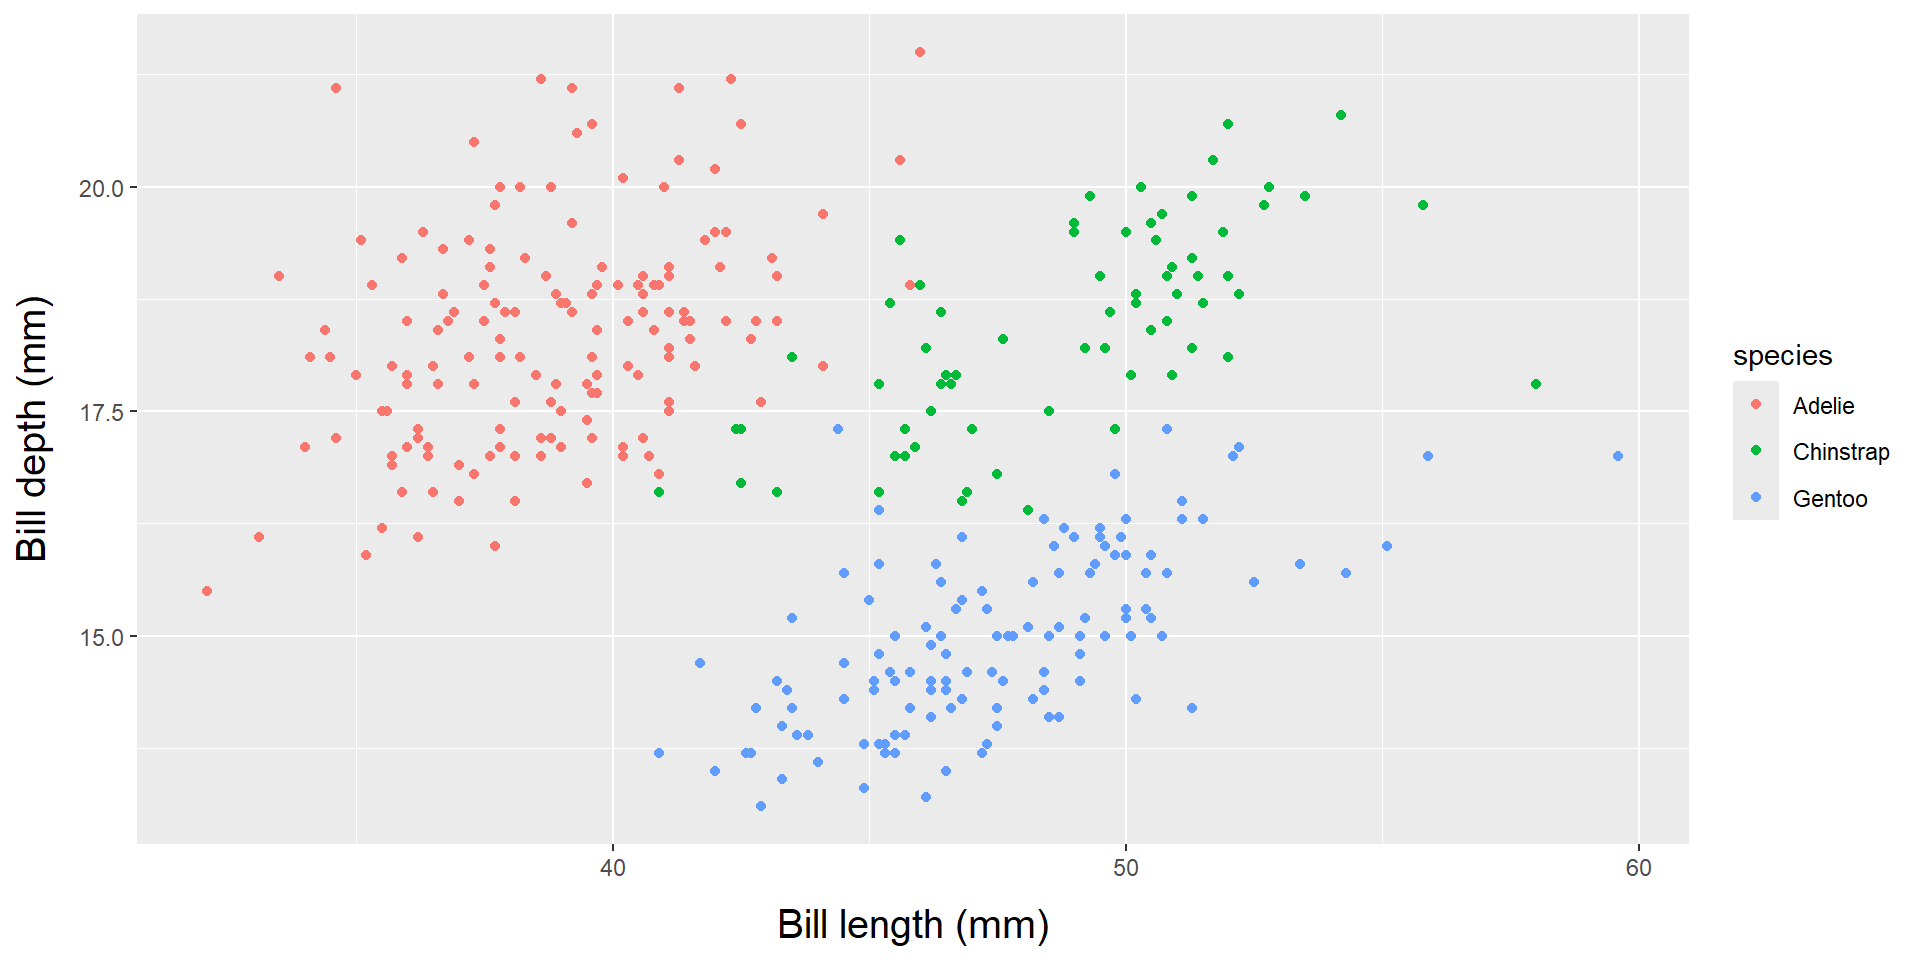 Bill depth (mm)
20.0
17.5
15.0
40
50
60
Bill length (mm)
species
Adelie
Chinstrap
Gentoo